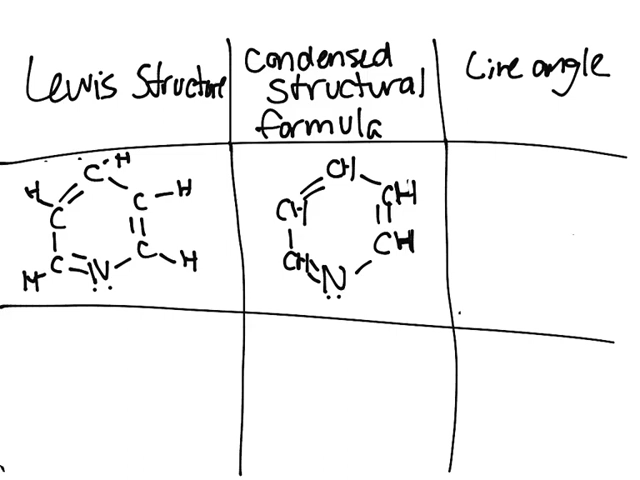 Lewis Structure
Condensed
structural
formula
Line angle
C H
H C C H
C C H
H C N
CH
CH CH
CH CH
N